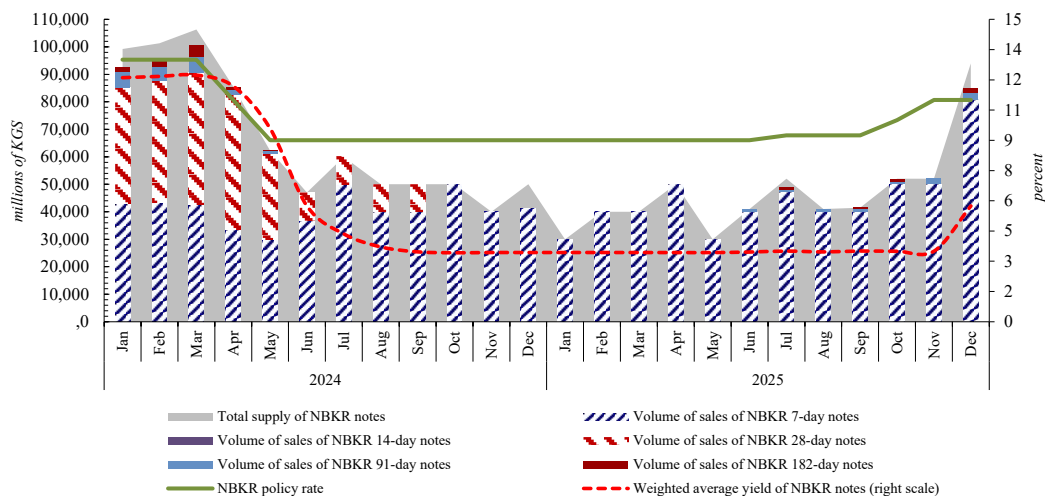 110,000
100,000
90,000
80,000
70,000
60,000
50,000
40,000
30,000
20,000
10,000
,0
millions of KGS
15
14
12
11
9
8
6
5
3
2
0
percent
Jan Feb Mar Apr May Jun Jul Aug Sep Oct Nov Dec Jan Feb Mar Apr May Jun Jul Aug Sep Oct Nov Dec
2024 2025
Total supply of NBKR notes
Volume of sales of NBKR 7-day notes
Volume of sales of NBKR 14-day notes
Volume of sales of NBKR 28-day notes
Volume of sales of NBKR 91-day notes
Volume of sales of NBKR 182-day notes
NBKR policy rate
Weighted average yield of NBKR notes (right scale)